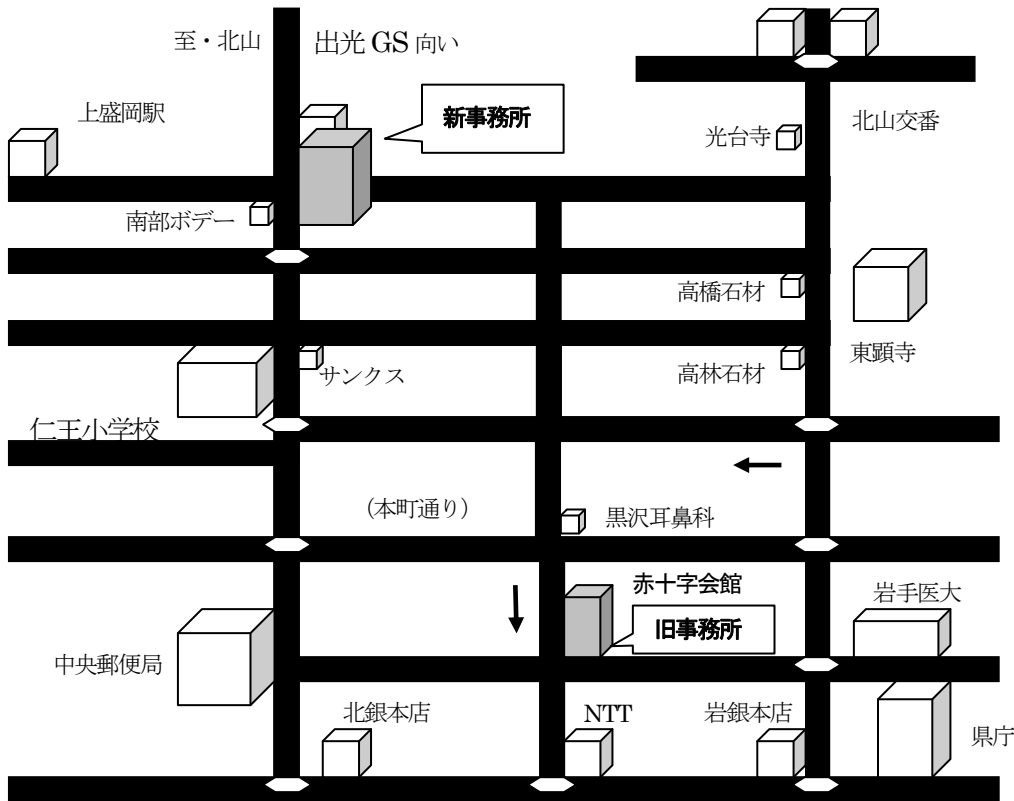 至・北山
出光 GS 向い
上盛岡駅
新事務所
北山交番
光台寺
南部ボデー
高橋石材
東顕寺
サンクス
高林石材
仁王小学校
(本町通り)
黒沢耳鼻科
赤十字会館
岩手医大
旧事務所
中央郵便局
北銀本店
NTT
岩銀本店
県庁